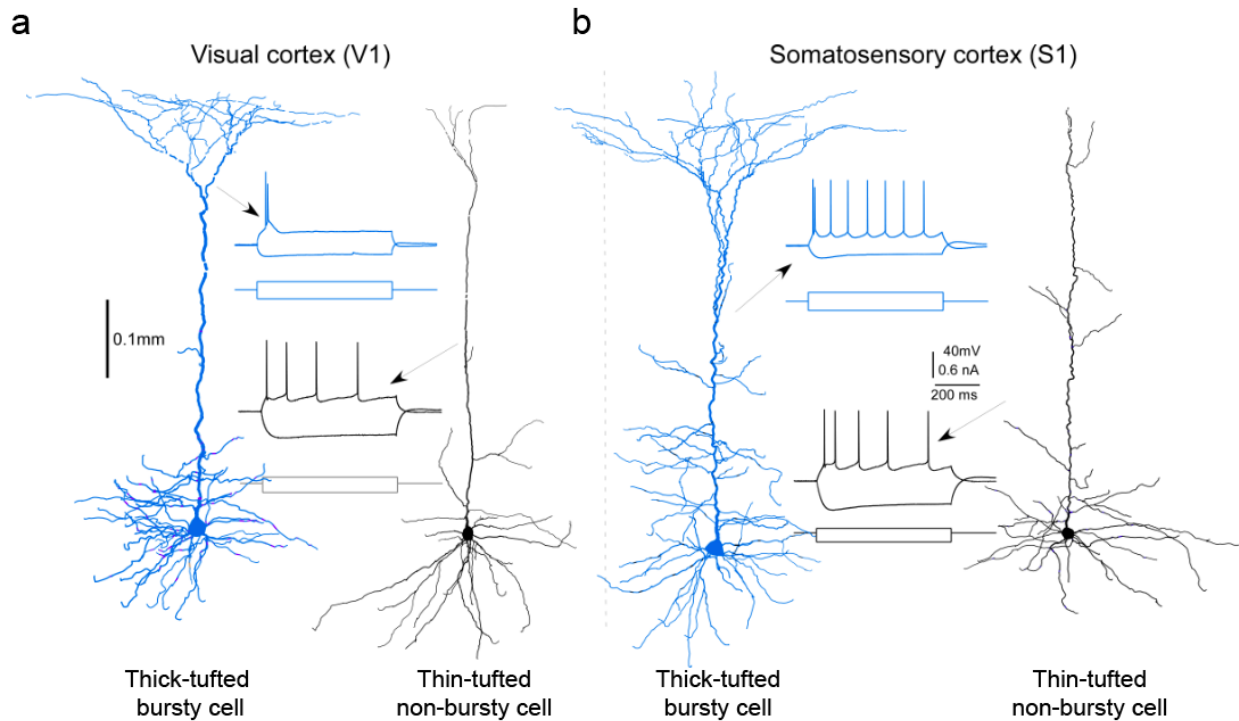 a
b
Visual cortex (V1)
Somatosensory cortex (S1)
0.1mm
40mV
0.6 nA
200 ms
Thick-tufted
bursty cell
Thin-tufted
non-bursty cell
Thick-tufted
bursty cell
Thin-tufted
non-bursty cell